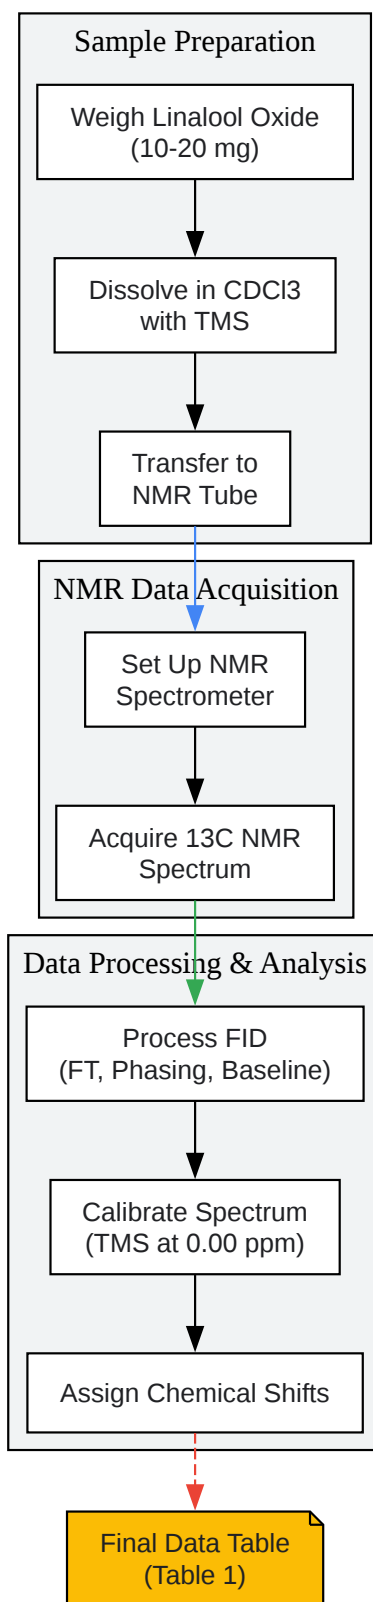 Sample Preparation
Weigh Linalool Oxide
(10-20 mg)
Dissolve in CDCl3
with TMS
Transfer to
NMR Tube
NMR Data Acquisition
Set Up NMR
Spectrometer
Acquire 13C NMR
Spectrum
Data Processing & Analysis
Process FID
(FT, Phasing, Baseline)
Calibrate Spectrum
(TMS at 0.00 ppm)
Assign Chemical Shifts
Final Data Table
(Table 1)